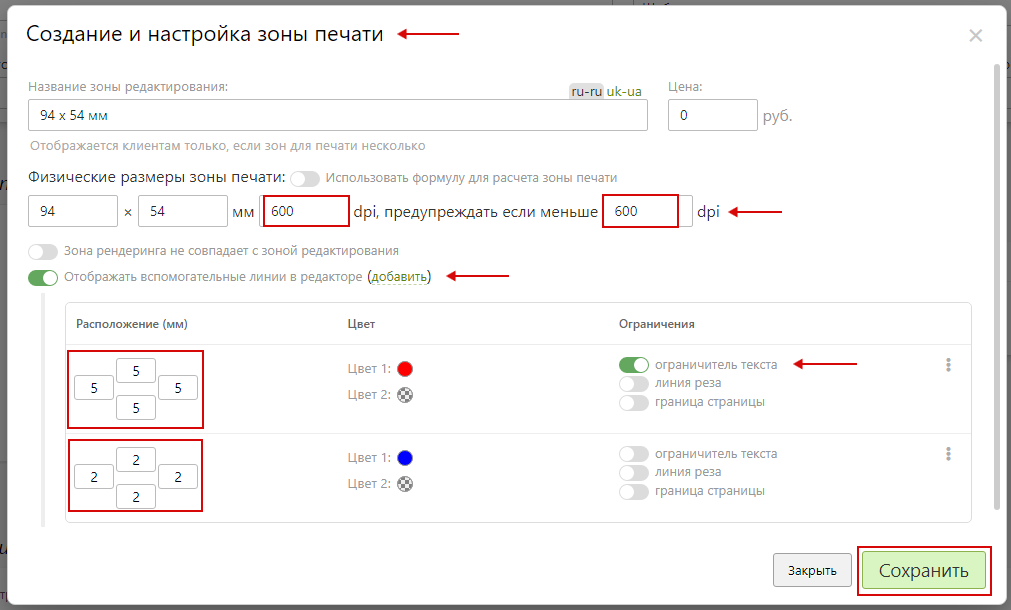 Создание и настройка зоны печати
Название зоны редактирования:
ru-ru uk-ua
Цена:
94 x 54 мм
0 руб.
Отображается клиентам только, если зон для печати несколько
Физические размеры зоны печати: Использовать формулу для расчета зоны печати
94 × 54 мм 600 dpi, предупреждать если меньше 600 dpi
Зона рендеринга не совпадает с зоной редактирования
Отображать вспомогательные линии в редакторе (добавить)
Расположение (мм) Цвет Ограничения
5
5 5
5
Цвет 1:
Цвет 2:
ограничитель текста
линия реза
граница страницы
2
2 2
2
Цвет 1:
Цвет 2:
ограничитель текста
линия реза
граница страницы
Закрыть Сохранить